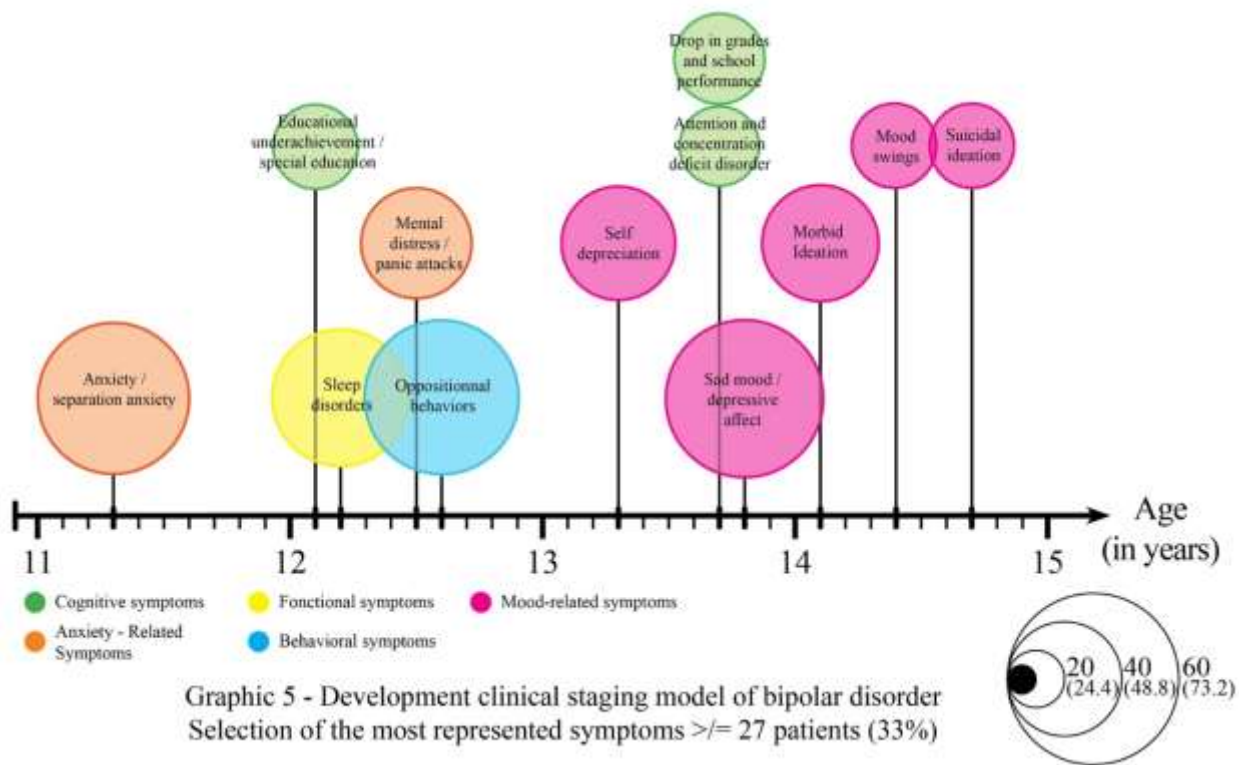 Drop in grades
and school
performance
Educational
underachievement /
special education
Attention and
concentration
deficit disorder
Mood
swings
Suicidal
ideation
Mental
distress /
panic attacks
Self
depreciation
Morbid
Ideation
Anxiety /
separation anxiety
Sleep
disorders
Oppositionnal
behaviors
Sad mood /
depressive
affect
Age
(in years)
11 12 13 14 15
Cognitive symptoms
Fonctional symptoms
Mood-related symptoms
Anxiety - Related
Symptoms
Behavioral symptoms
20 40 60
(24.4) (48.8) (73.2)
Graphic 5 - Development clinical staging model of bipolar disorder
Selection of the most represented symptoms >/= 27 patients (33%)